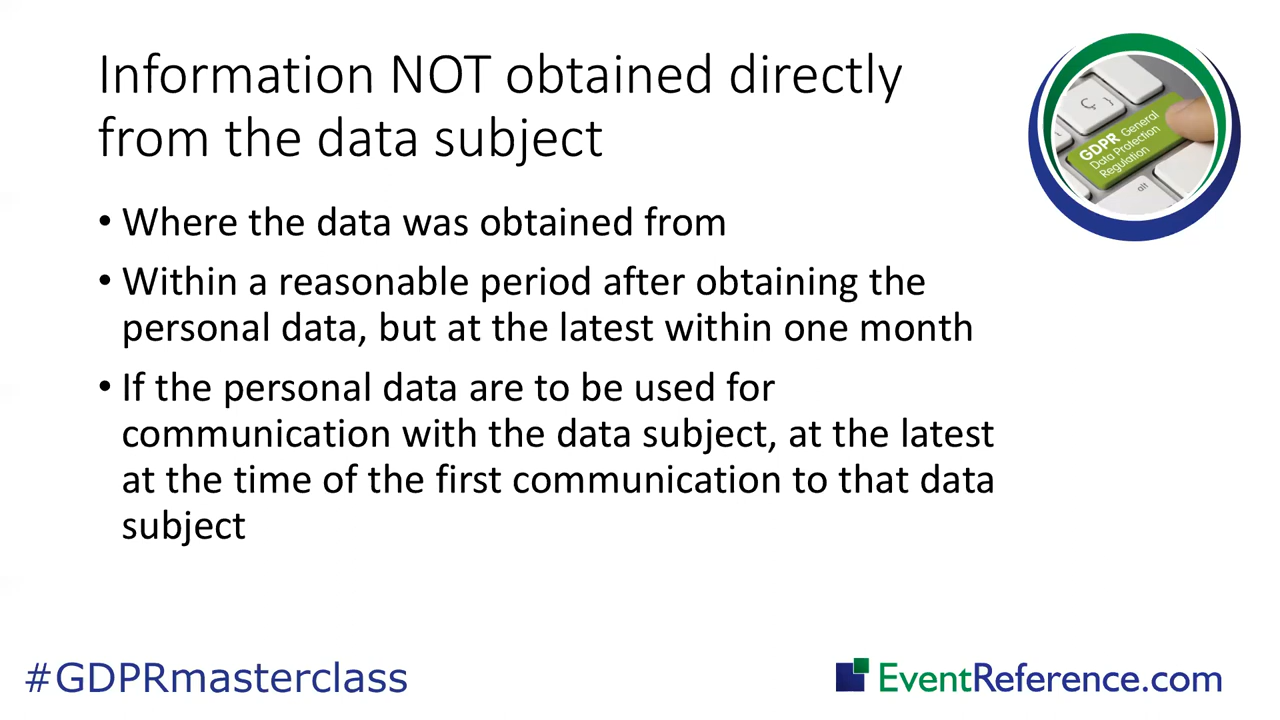 Information NOT obtained directly
from the data subject
• Where the data was obtained from
• Within a reasonable period after obtaining the
personal data, but at the latest within one month
• If the personal data are to be used for
communication with the data subject, at the latest
at the time of the first communication to that data
subject
GDPR General
Data Protection
Regulation
Ç
alt
#GDPRmasterclass
EventReference.com